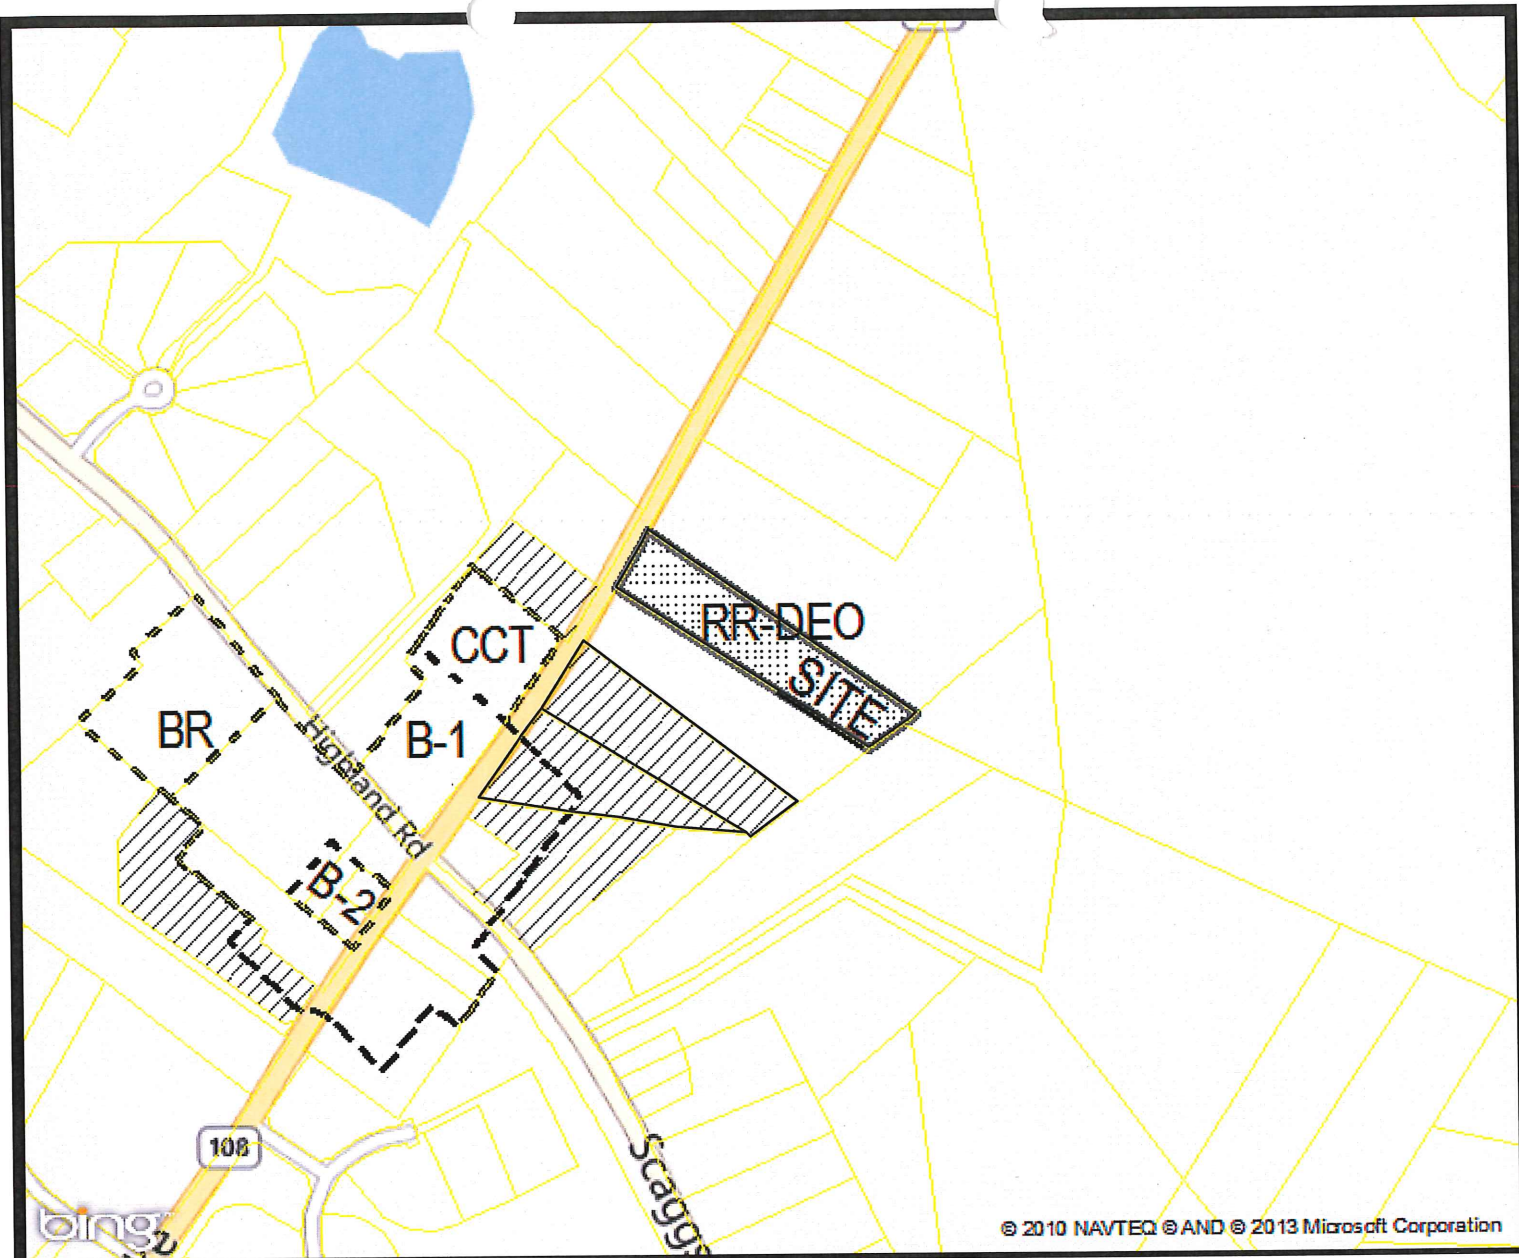 RR-DEO
SITE
CCT
BR
B-1
Highland Rd
B-2
108
Scaggs
bing
© 2010 NAVTEQ © AND © 2013 Microsoft Corporation